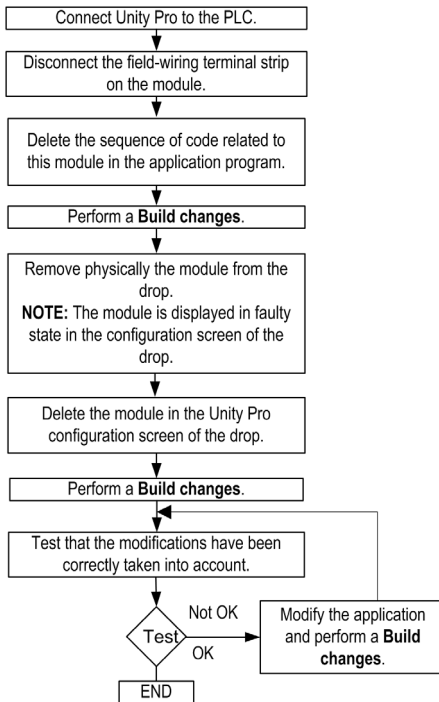 Connect Unity Pro to the PLC.
Disconnect the field-wiring terminal strip
on the module.
Delete the sequence of code related to
this module in the application program.
Perform a Build changes.
Remove physically the module from the
drop.
NOTE: The module is displayed in faulty
state in the configuration screen of the
drop.
Delete the module in the Unity Pro
configuration screen of the drop.
Perform a Build changes.
Test that the modifications have been
correctly taken into account.
Test
Not OK
OK
Modify the application
and perform a Build
changes.
END